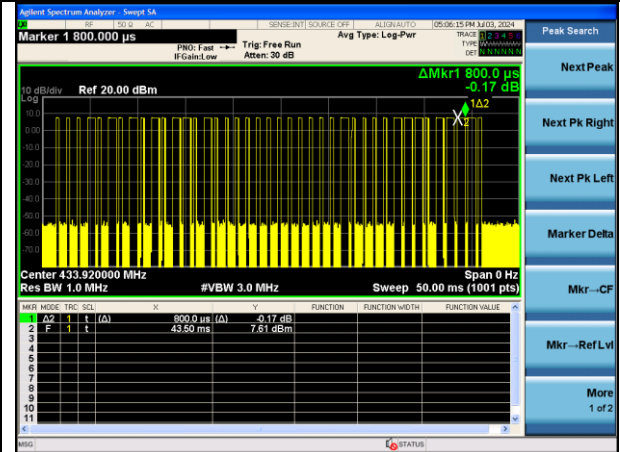 Agilent Spectrum Analyzer - Swept SA
RF 50 Ω AC SENSE:INT SOURCE OFF ALIGNAUTO 05:06:15 PM Jul 03, 2024
Marker 1 800.000 μs
PNO: Fast
IFGain:Low
Trig: Free Run
Atten: 30 dB
Avg Type: Log-Pwr
TRACE 1 2 3 4 5 6
TYPE
DET N N N N N N
ΔMkr1 800.0 μs
-0.17 dB
10 dB/div Ref 20.00 dBm
Log
10.0
0.00
-10.0
-20.0
-30.0
-40.0
-50.0
-60.0
-70.0
1Δ2
X2
Center 433.920000 MHz Span 0 Hz
Res BW 1.0 MHz #VBW 3.0 MHz Sweep 50.00 ms (1001 pts)
MKR MODE TRC SCL X Y FUNCTION FUNCTION WIDTH FUNCTION VALUE
1 Δ2 1 t (Δ) 800.0 μs (Δ) -0.17 dB
2 F 1 t 43.50 ms 7.61 dBm
3
4
5
6
7
8
9
10
11
MSG STATUS
Peak Search
Next Peak
Next Pk Right
Next Pk Left
Marker Delta
Mkr→CF
Mkr→Ref Lvl
More
1 of 2